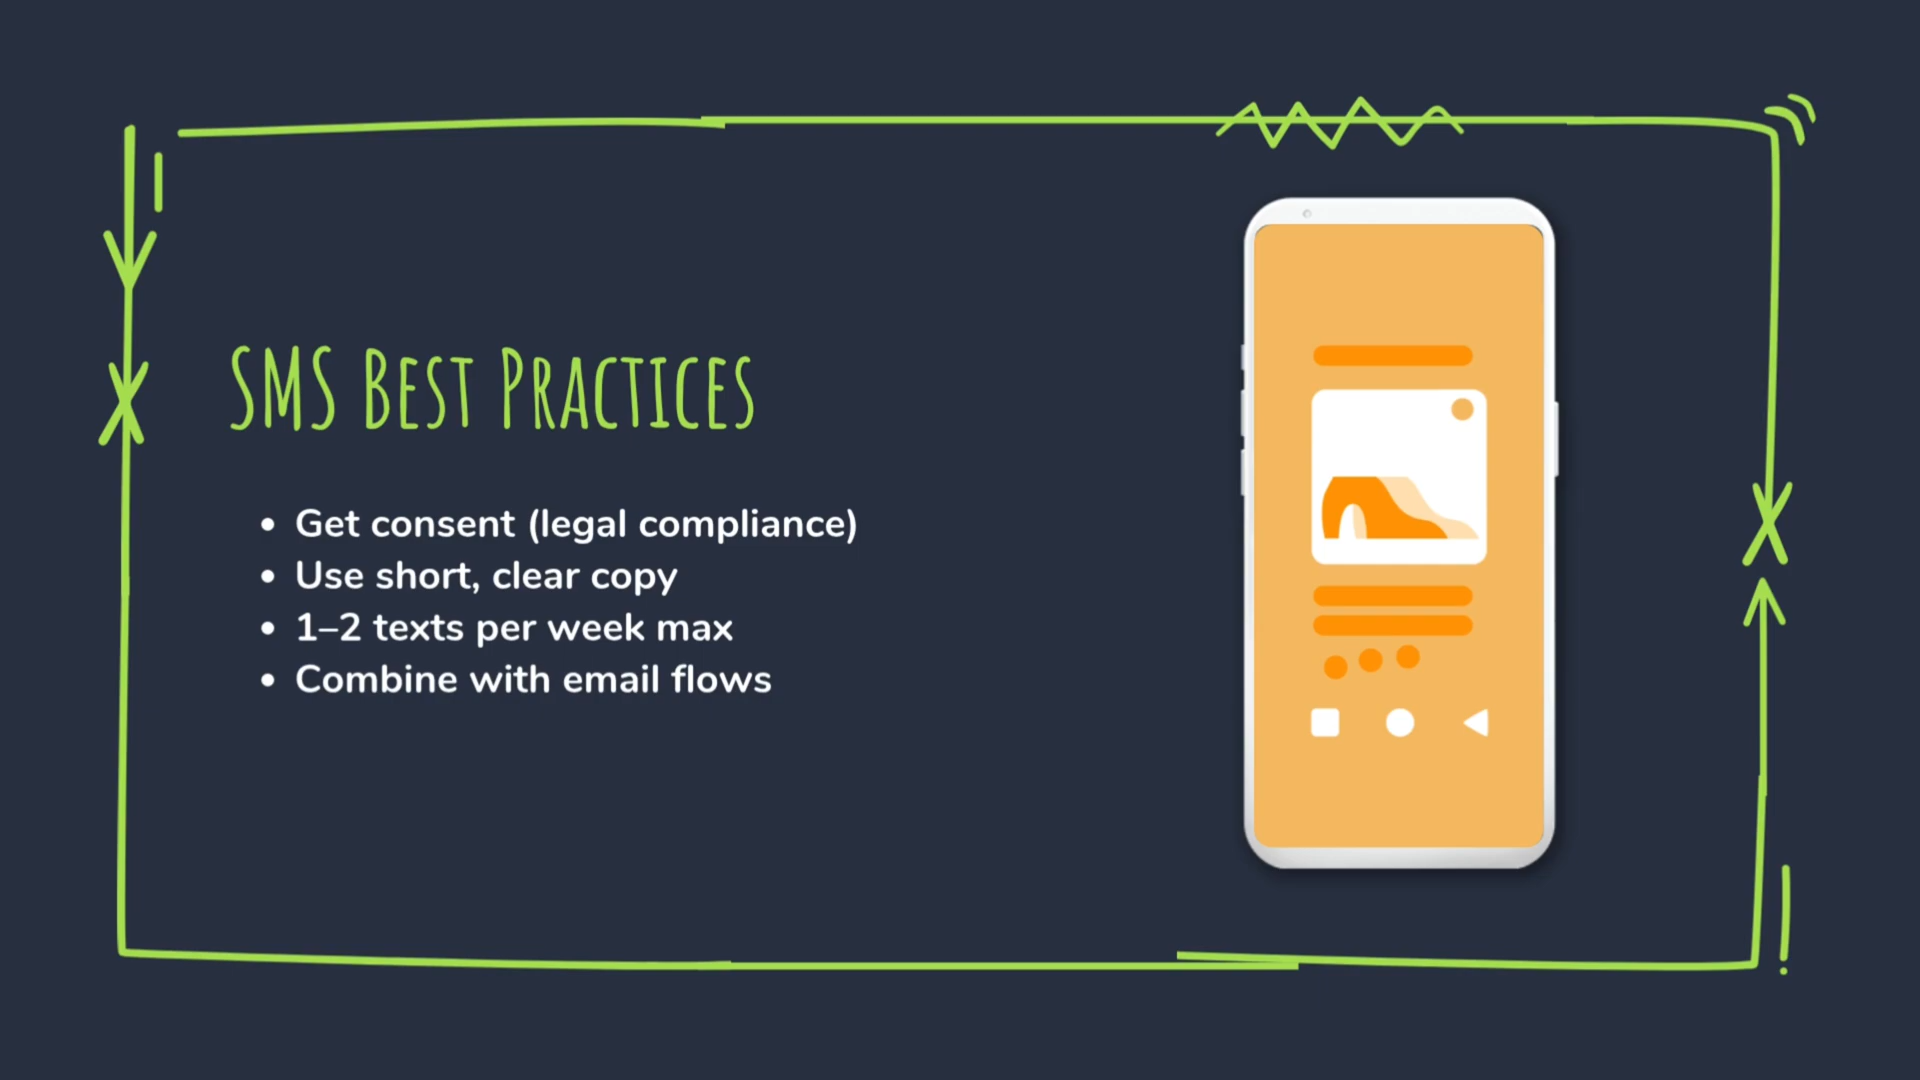 SMS Best Practices
• Get consent (legal compliance)
• Use short, clear copy
• 1–2 texts per week max
• Combine with email flows